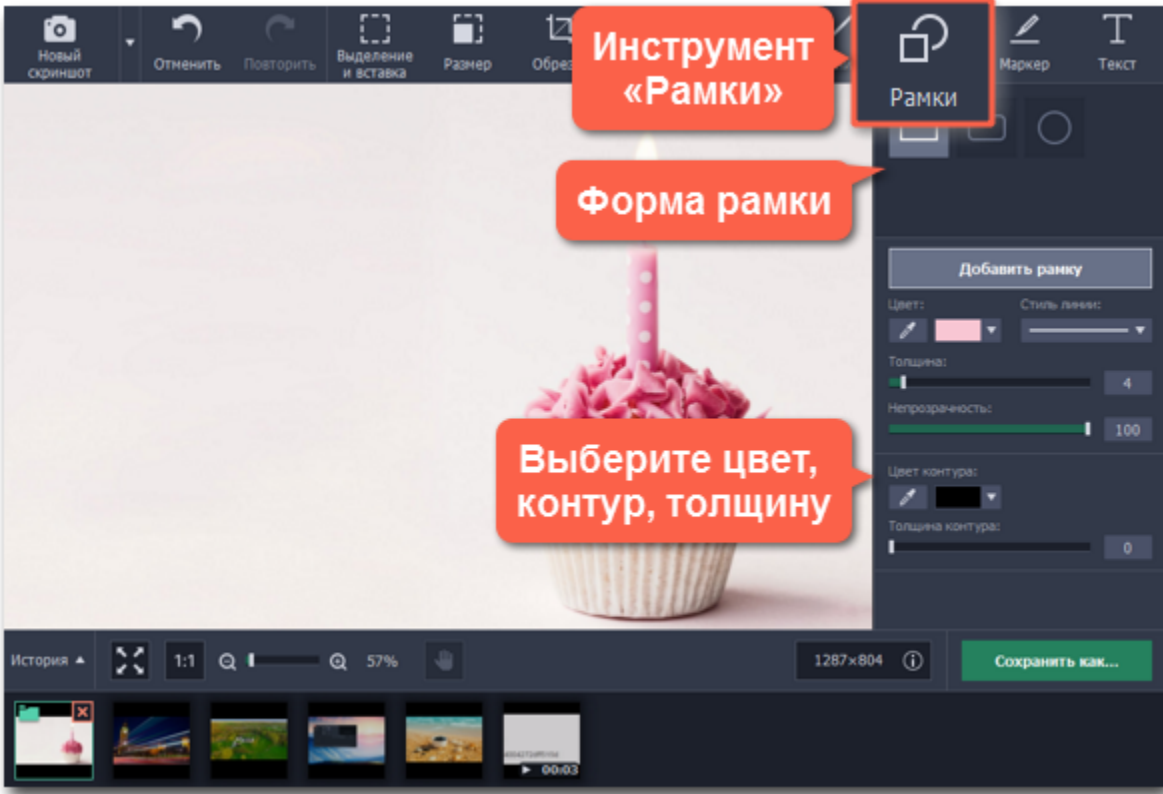 Новый
скриншот
Отменить
Повторить
Выделение
и вставка
Размер
Инструмент
«Рамки»
Рамки
Маркер
Текст
Форма рамки
Добавить рамку
Цвет:
Стиль линии:
Толщина:
4
Непрозрачность:
100
Выберите цвет,
контур, толщину
Цвет контура:
Толщина контура:
0
История
1:1
57%
1287×804
Сохранить как...
00:03